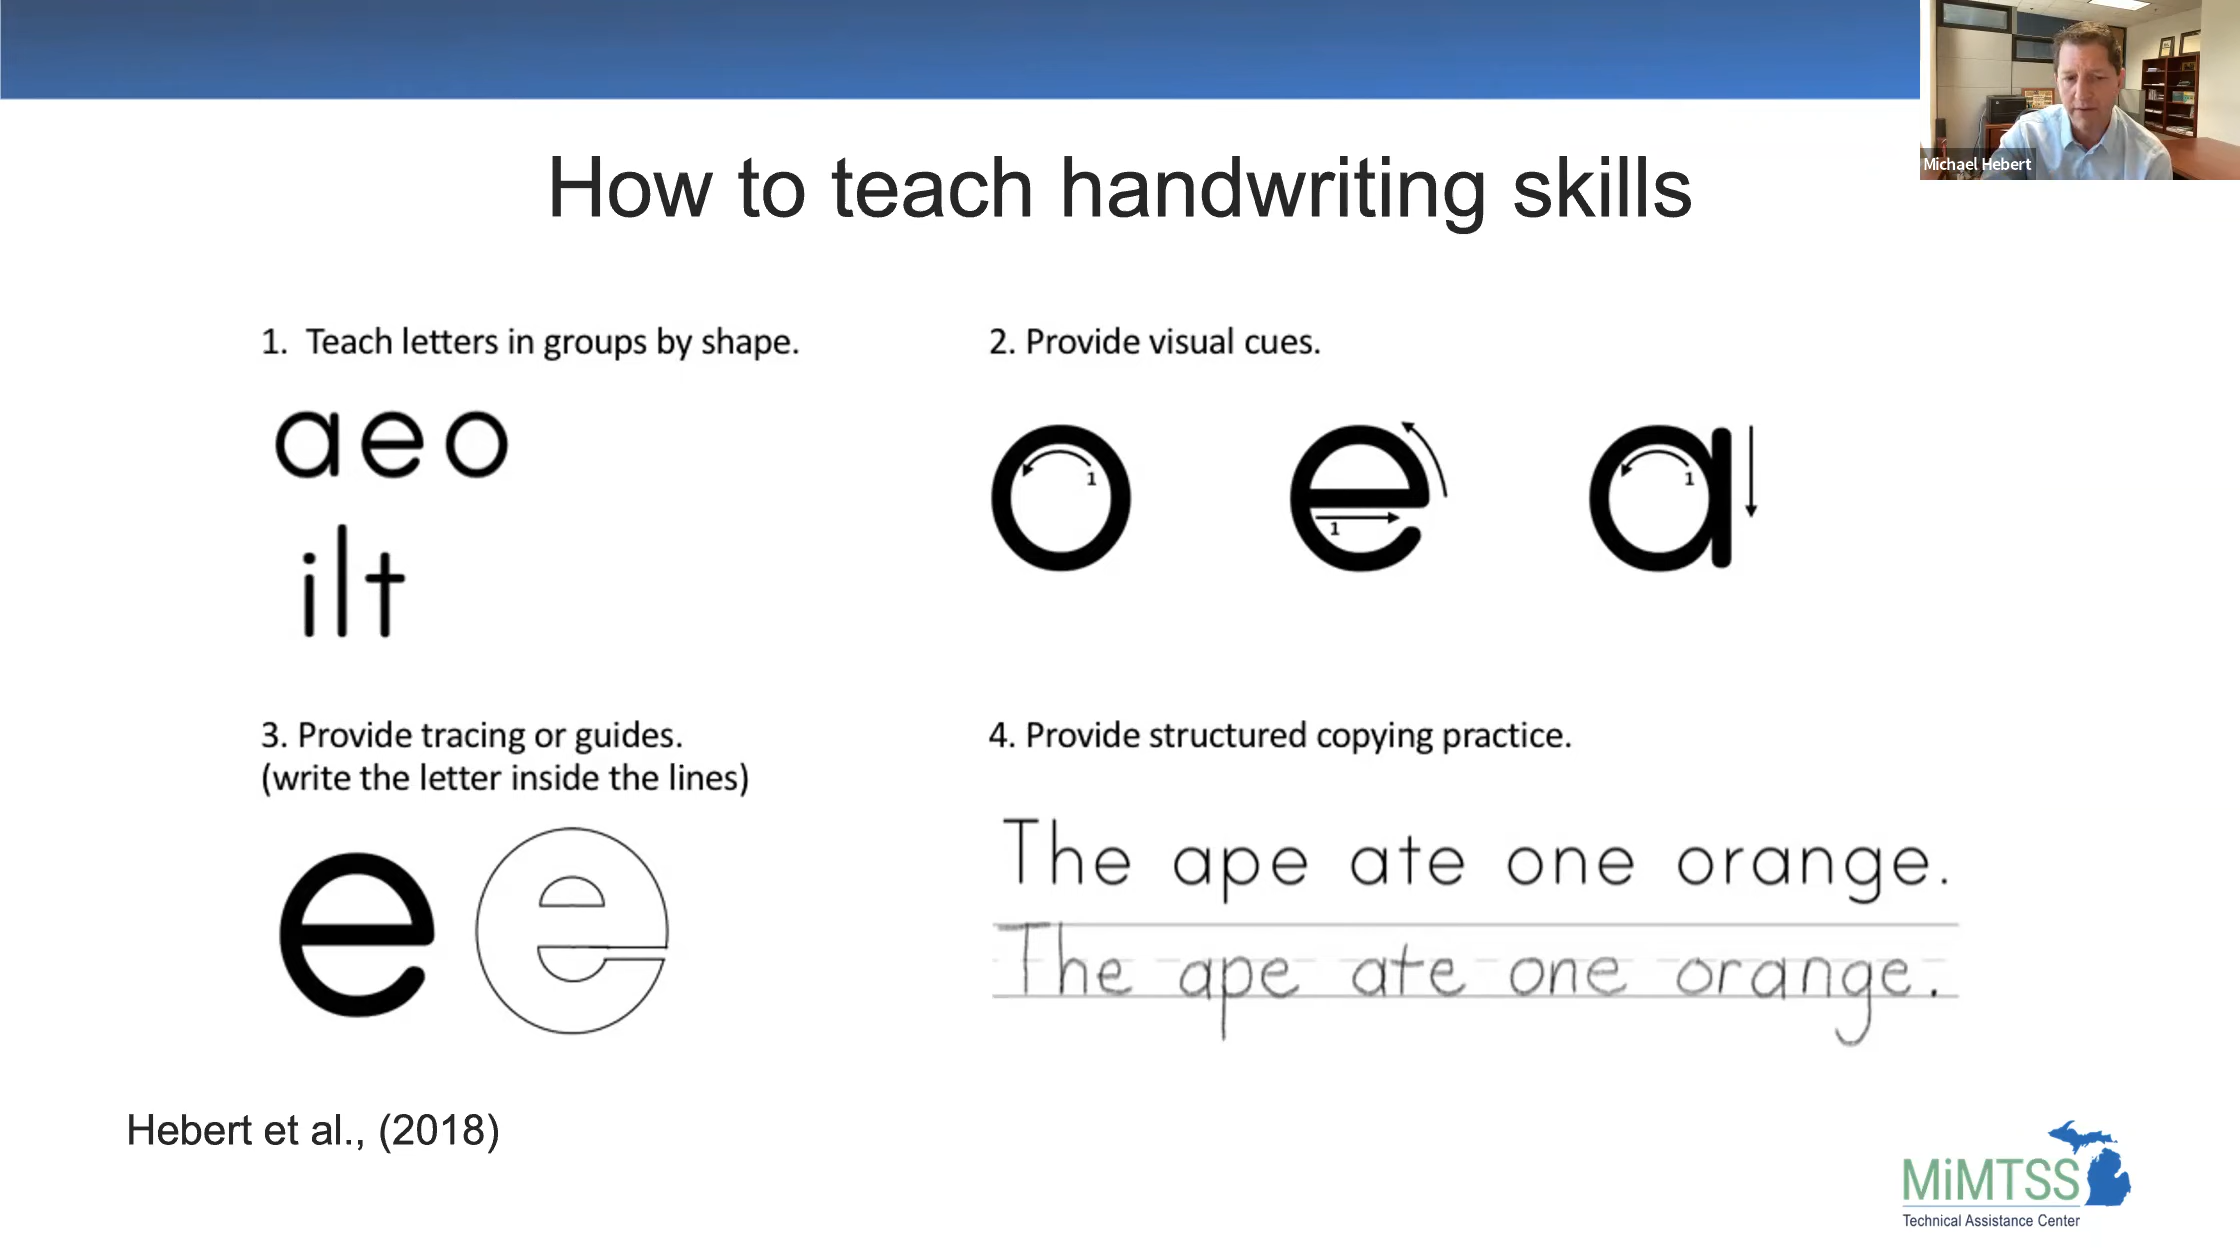 Michael Hebert
How to teach handwriting skills
1. Teach letters in groups by shape.
a e o
i l t
2. Provide visual cues.
o e a
1 1 1
3. Provide tracing or guides.
(write the letter inside the lines)
e e
4. Provide structured copying practice.
The ape ate one orange.
The ape ate one orange.
Hebert et al., (2018)
MiMTSS
Technical Assistance Center